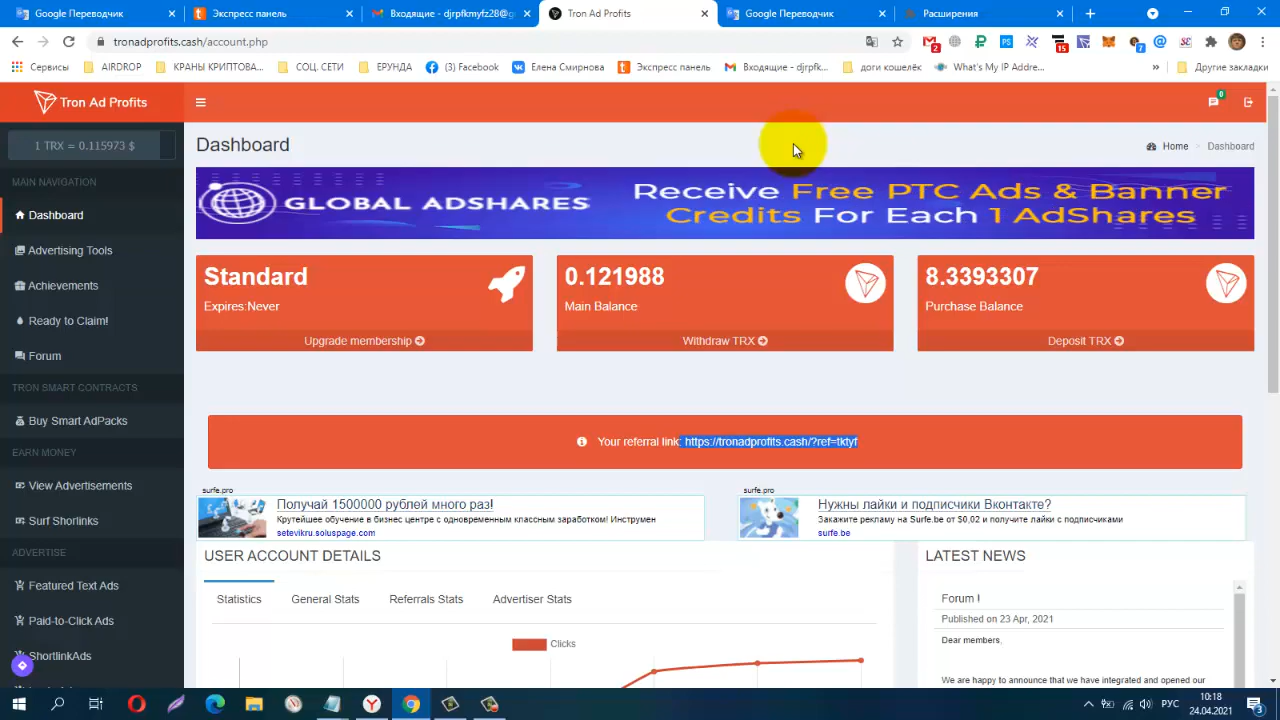 Google Переводчик
Экспресс панель
Входящие - djrpfkmyfz28@g
Tron Ad Profits
Google Переводчик
Расширения
tronadprofits.cash/account.php
2
15
7
Сервисы
AIRDROP
КРАНЫ КРИПТОВА...
СОЦ. СЕТИ
ЕРУНДА
(3) Facebook
Елена Смирнова
Экспресс панель
Входящие - djrpfk...
доги кошелёк
What's My IP Addre...
»
Другие закладки
Tron Ad Profits
0
1 TRX = 0.115973 $
Dashboard
Home > Dashboard
MAIN NAVIGATION
Dashboard
Advertising Tools
Achievements
Ready to Claim!
Forum
TRON SMART CONTRACTS
Buy Smart AdPacks
EARN MONEY
View Advertisements
Surf Shorlinks
ADVERTISE
Featured Text Ads
Paid-to-Click Ads
ShortlinkAds
GLOBAL ADSHARES
Receive Free PTC Ads & Banner
Credits For Each 1 AdShares
Standard
Expires:Never
Upgrade membership
0.121988
Main Balance
Withdraw TRX
8.3393307
Purchase Balance
Deposit TRX
Your referral link: https://tronadprofits.cash/?ref=tktyf
surfe.pro
Получай 1500000 рублей много раз!
Крутейшее обучение в бизнес центре с одновременным классным заработком! Инструмен
setevikru.soluspage.com
surfe.pro
Нужны лайки и подписчики Вконтакте?
Закажите рекламу на Surfe.be от $0,02 и получите лайки с подписчиками
surfe.be
USER ACCOUNT DETAILS
Statistics
General Stats
Referrals Stats
Advertiser Stats
Clicks
LATEST NEWS
Forum !
Published on 23 Apr, 2021
Dear members,
We are happy to announce that we have integrated and opened our
РУС
10:18
24.04.2021
3